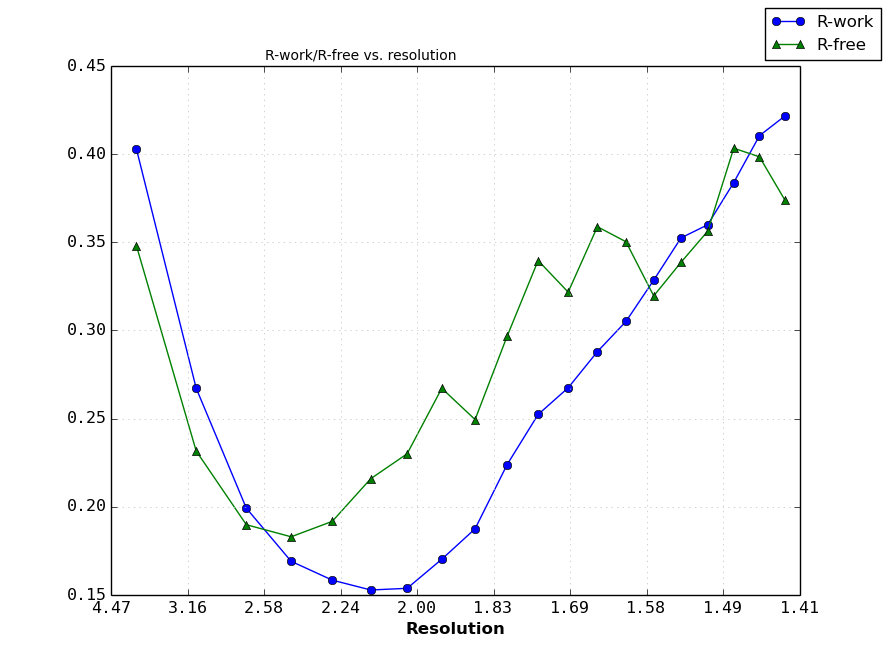 R-work
R-free
R-work/R-free vs. resolution
0.45
0.40
0.35
0.30
0.25
0.20
0.15
4.47 3.16 2.58 2.24 2.00 1.83 1.69 1.58 1.49 1.41
Resolution